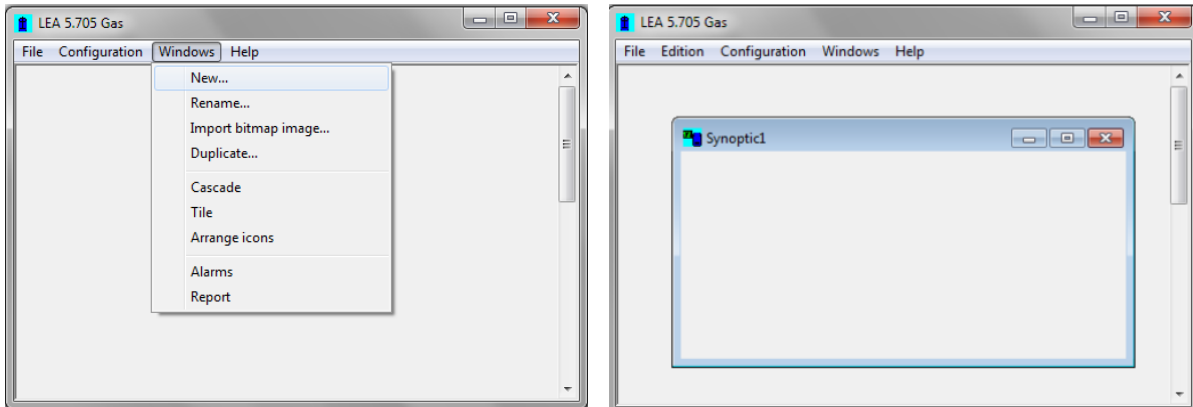 LEA 5.705 Gas
File Configuration Windows Help
New...
Rename...
Import bitmap image...
Duplicate...
Cascade
Tile
Arrange icons
Alarms
Report
LEA 5.705 Gas
File Edition Configuration Windows Help
Synoptic1